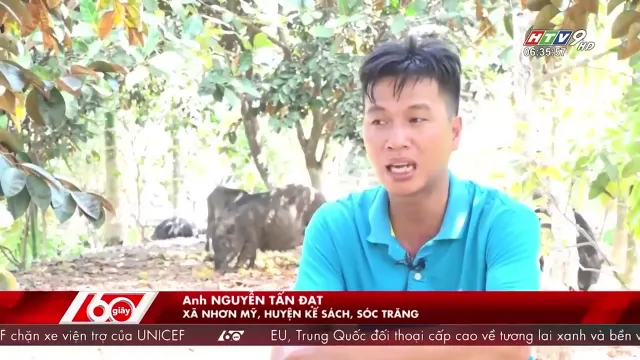 HTV9 HD
06:35:57
Anh NGUYỄN TẤN ĐẠT
60 giây
XÃ NHƠN MỸ, HUYỆN KẾ SÁCH, SÓC TRĂNG
F chặn xe viện trợ của UNICEF
EU, Trung Quốc đối thoại cấp cao về tương lai xanh và bền v